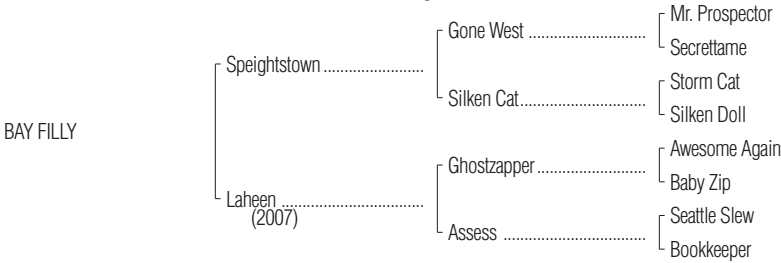 Mr. Prospector
Gone West ..............................
Secrettame
Speightstown .........................
Storm Cat
Silken Cat................................
Silken Doll
BAY FILLY
Awesome Again
Ghostzapper ...........................
Baby Zip
Laheen ....................................
(2007)
Seattle Slew
Assess ....................................
Bookkeeper